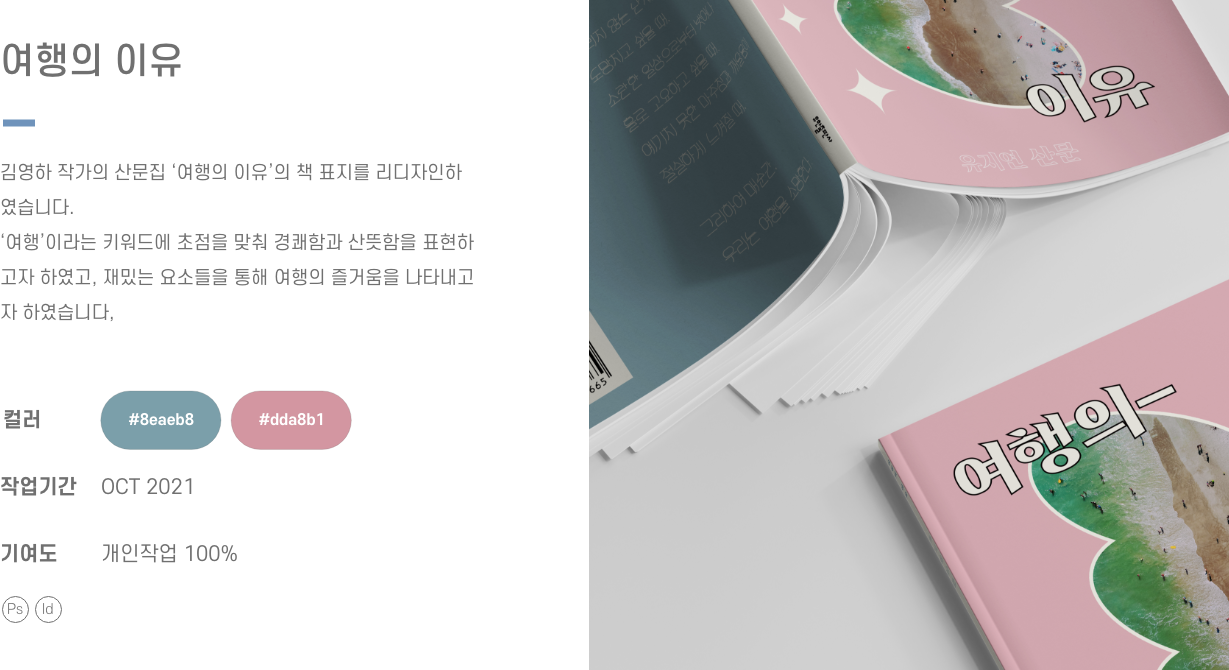 여행의 이유
김영하 작가의 산문집 ‘여행의 이유’의 책 표지를 리디자인하
였습니다.
‘여행’이라는 키워드에 초점을 맞춰 경쾌함과 산뜻함을 표현하
고자 하였고, 재밌는 요소들을 통해 여행의 즐거움을 나타내고
자 하였습니다,
컬러 #8eaeb8 #dda8b1
작업기간 OCT 2021
기여도 개인작업 100%
Ps Id
이유
산문
여행의